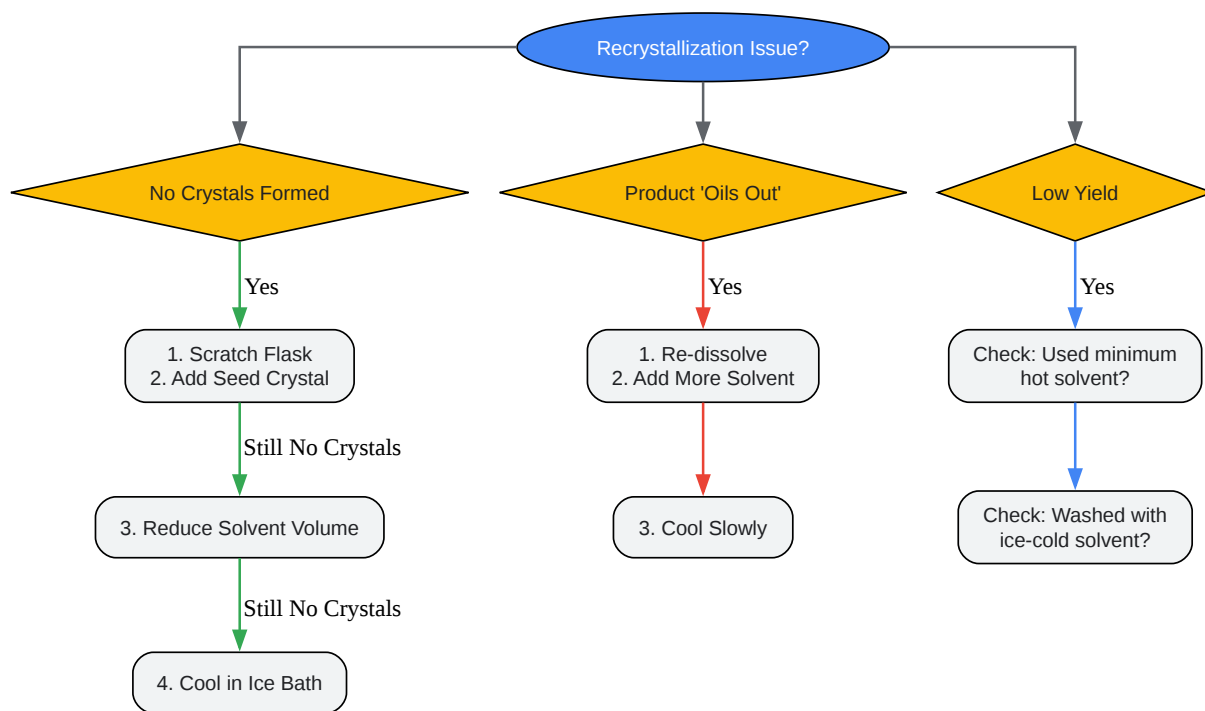 Recrystallization Issue?
No Crystals Formed
Product 'Oils Out'
Low Yield
Yes
Yes
Yes
1. Scratch Flask
2. Add Seed Crystal
1. Re-dissolve
2. Add More Solvent
Check: Used minimum
hot solvent?
Still No Crystals
3. Reduce Solvent Volume
3. Cool Slowly
Check: Washed with
ice-cold solvent?
Still No Crystals
4. Cool in Ice Bath